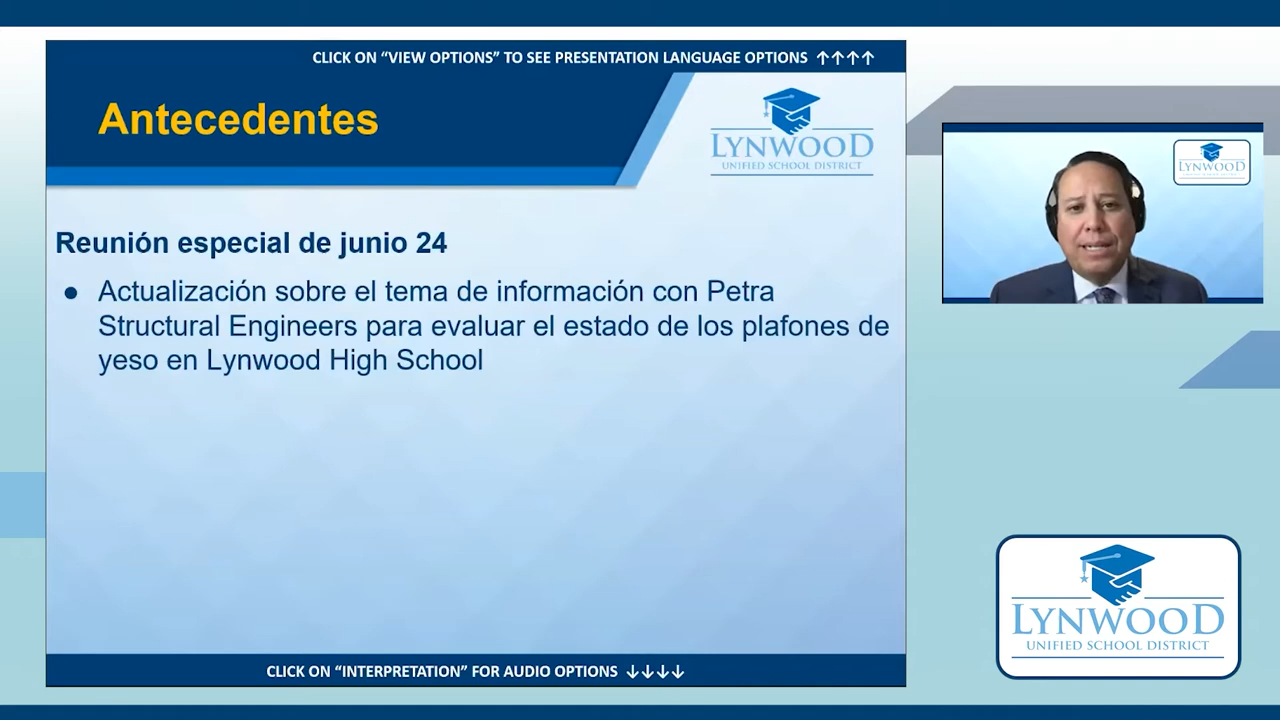 CLICK ON “VIEW OPTIONS” TO SEE PRESENTATION LANGUAGE OPTIONS ↑↑↑↑
Antecedentes
LYNWOOD
UNIFIED SCHOOL DISTRICT
LYNWOOD
Reunión especial de junio 24
● Actualización sobre el tema de información con Petra
Structural Engineers para evaluar el estado de los plafones de
yeso en Lynwood High School
LYNWOOD
UNIFIED SCHOOL DISTRICT
CLICK ON “INTERPRETATION” FOR AUDIO OPTIONS ↓↓↓↓